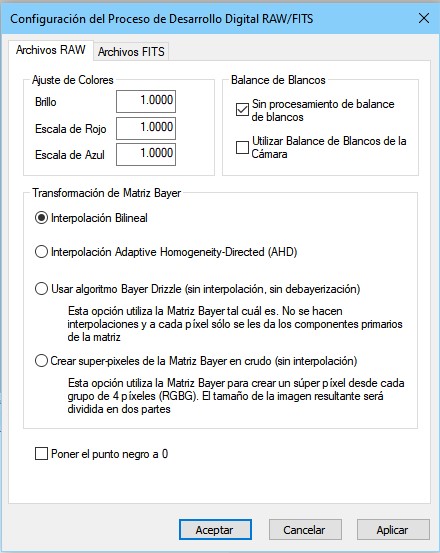 Configuración del Proceso de Desarrollo Digital RAW/FITS
Archivos RAW
Archivos FITS
Ajuste de Colores
Brillo
1.0000
Escala de Rojo
1.0000
Escala de Azul
1.0000
Balance de Blancos
Sin procesamiento de balance
de blancos
Utilizar Balance de Blancos de la
Cámara
Transformación de Matriz Bayer
Interpolación Bilineal
Interpolación Adaptive Homogeneity-Directed (AHD)
Usar algoritmo Bayer Drizzle (sin interpolación, sin debayerización)
Esta opción utiliza la Matriz Bayer tal cuál es. No se hacen
interpolaciones y a cada píxel sólo se les da los componentes primarios
de la matriz
Crear super-pixeles de la Matriz Bayer en crudo (sin interpolación)
Esta opción utiliza la Matriz Bayer para crear un súper píxel desde cada
grupo de 4 píxeles (RGBG). El tamaño de la imagen resultante será
dividida en dos partes
Poner el punto negro a 0
Aceptar
Cancelar
Aplicar